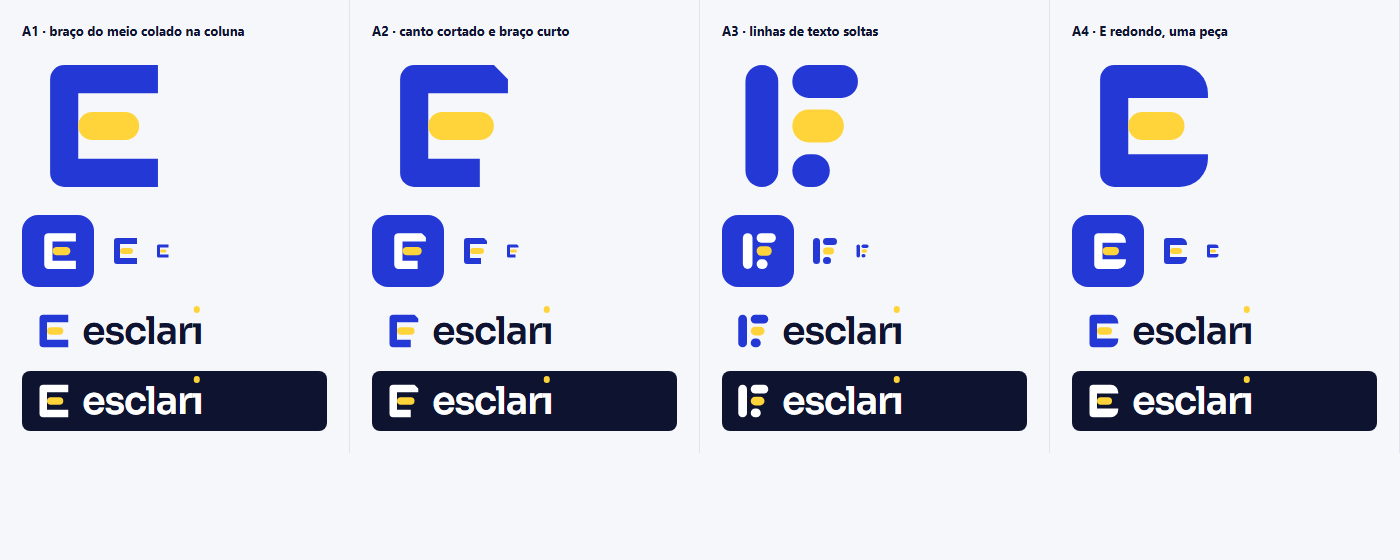 A1 · braço do meio colado na coluna
A2 · canto cortado e braço curto
A3 · linhas de texto soltas
A4 · E redondo, uma peça
esclari
esclari
esclari
esclari
esclari
esclari
esclari
esclari